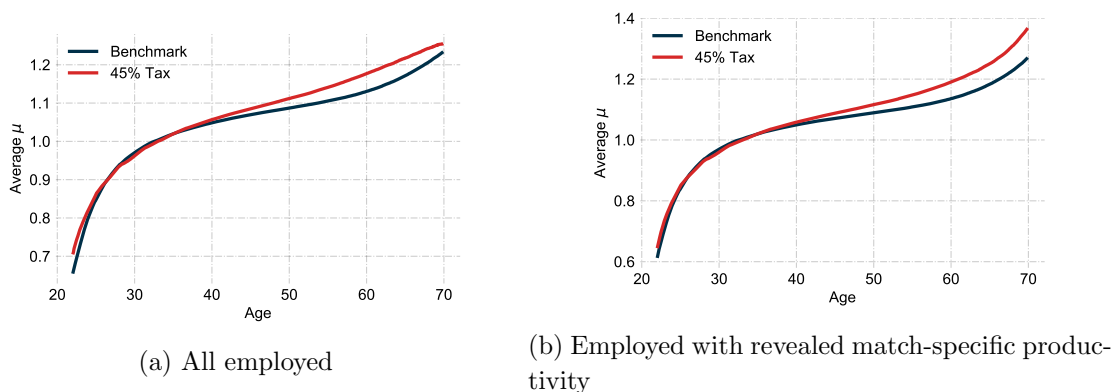 Benchmark
45% Tax
Average μ
1.2
1.1
1.0
0.9
0.8
0.7
20 30 40 50 60 70
Age
(a) All employed
Benchmark
45% Tax
Average μ
1.4
1.2
1.0
0.8
0.6
20 30 40 50 60 70
Age
(b) Employed with revealed match-specific produc-
tivity